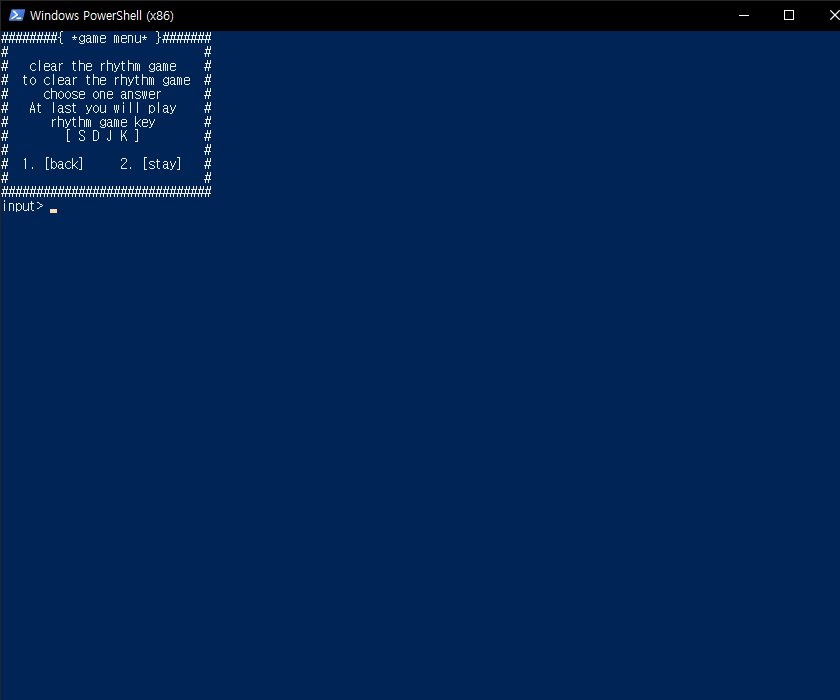 Windows PowerShell (x86)
########{ *game menu* }#######
#                            #
#   clear the rhythm game    #
#  to clear the rhythm game  #
#     choose one answer      #
#   At last you will play    #
#      rhythm game key       #
#        [ S D J K ]         #
#                            #
#  1. [back]     2. [stay]   #
#                            #
##############################
input>